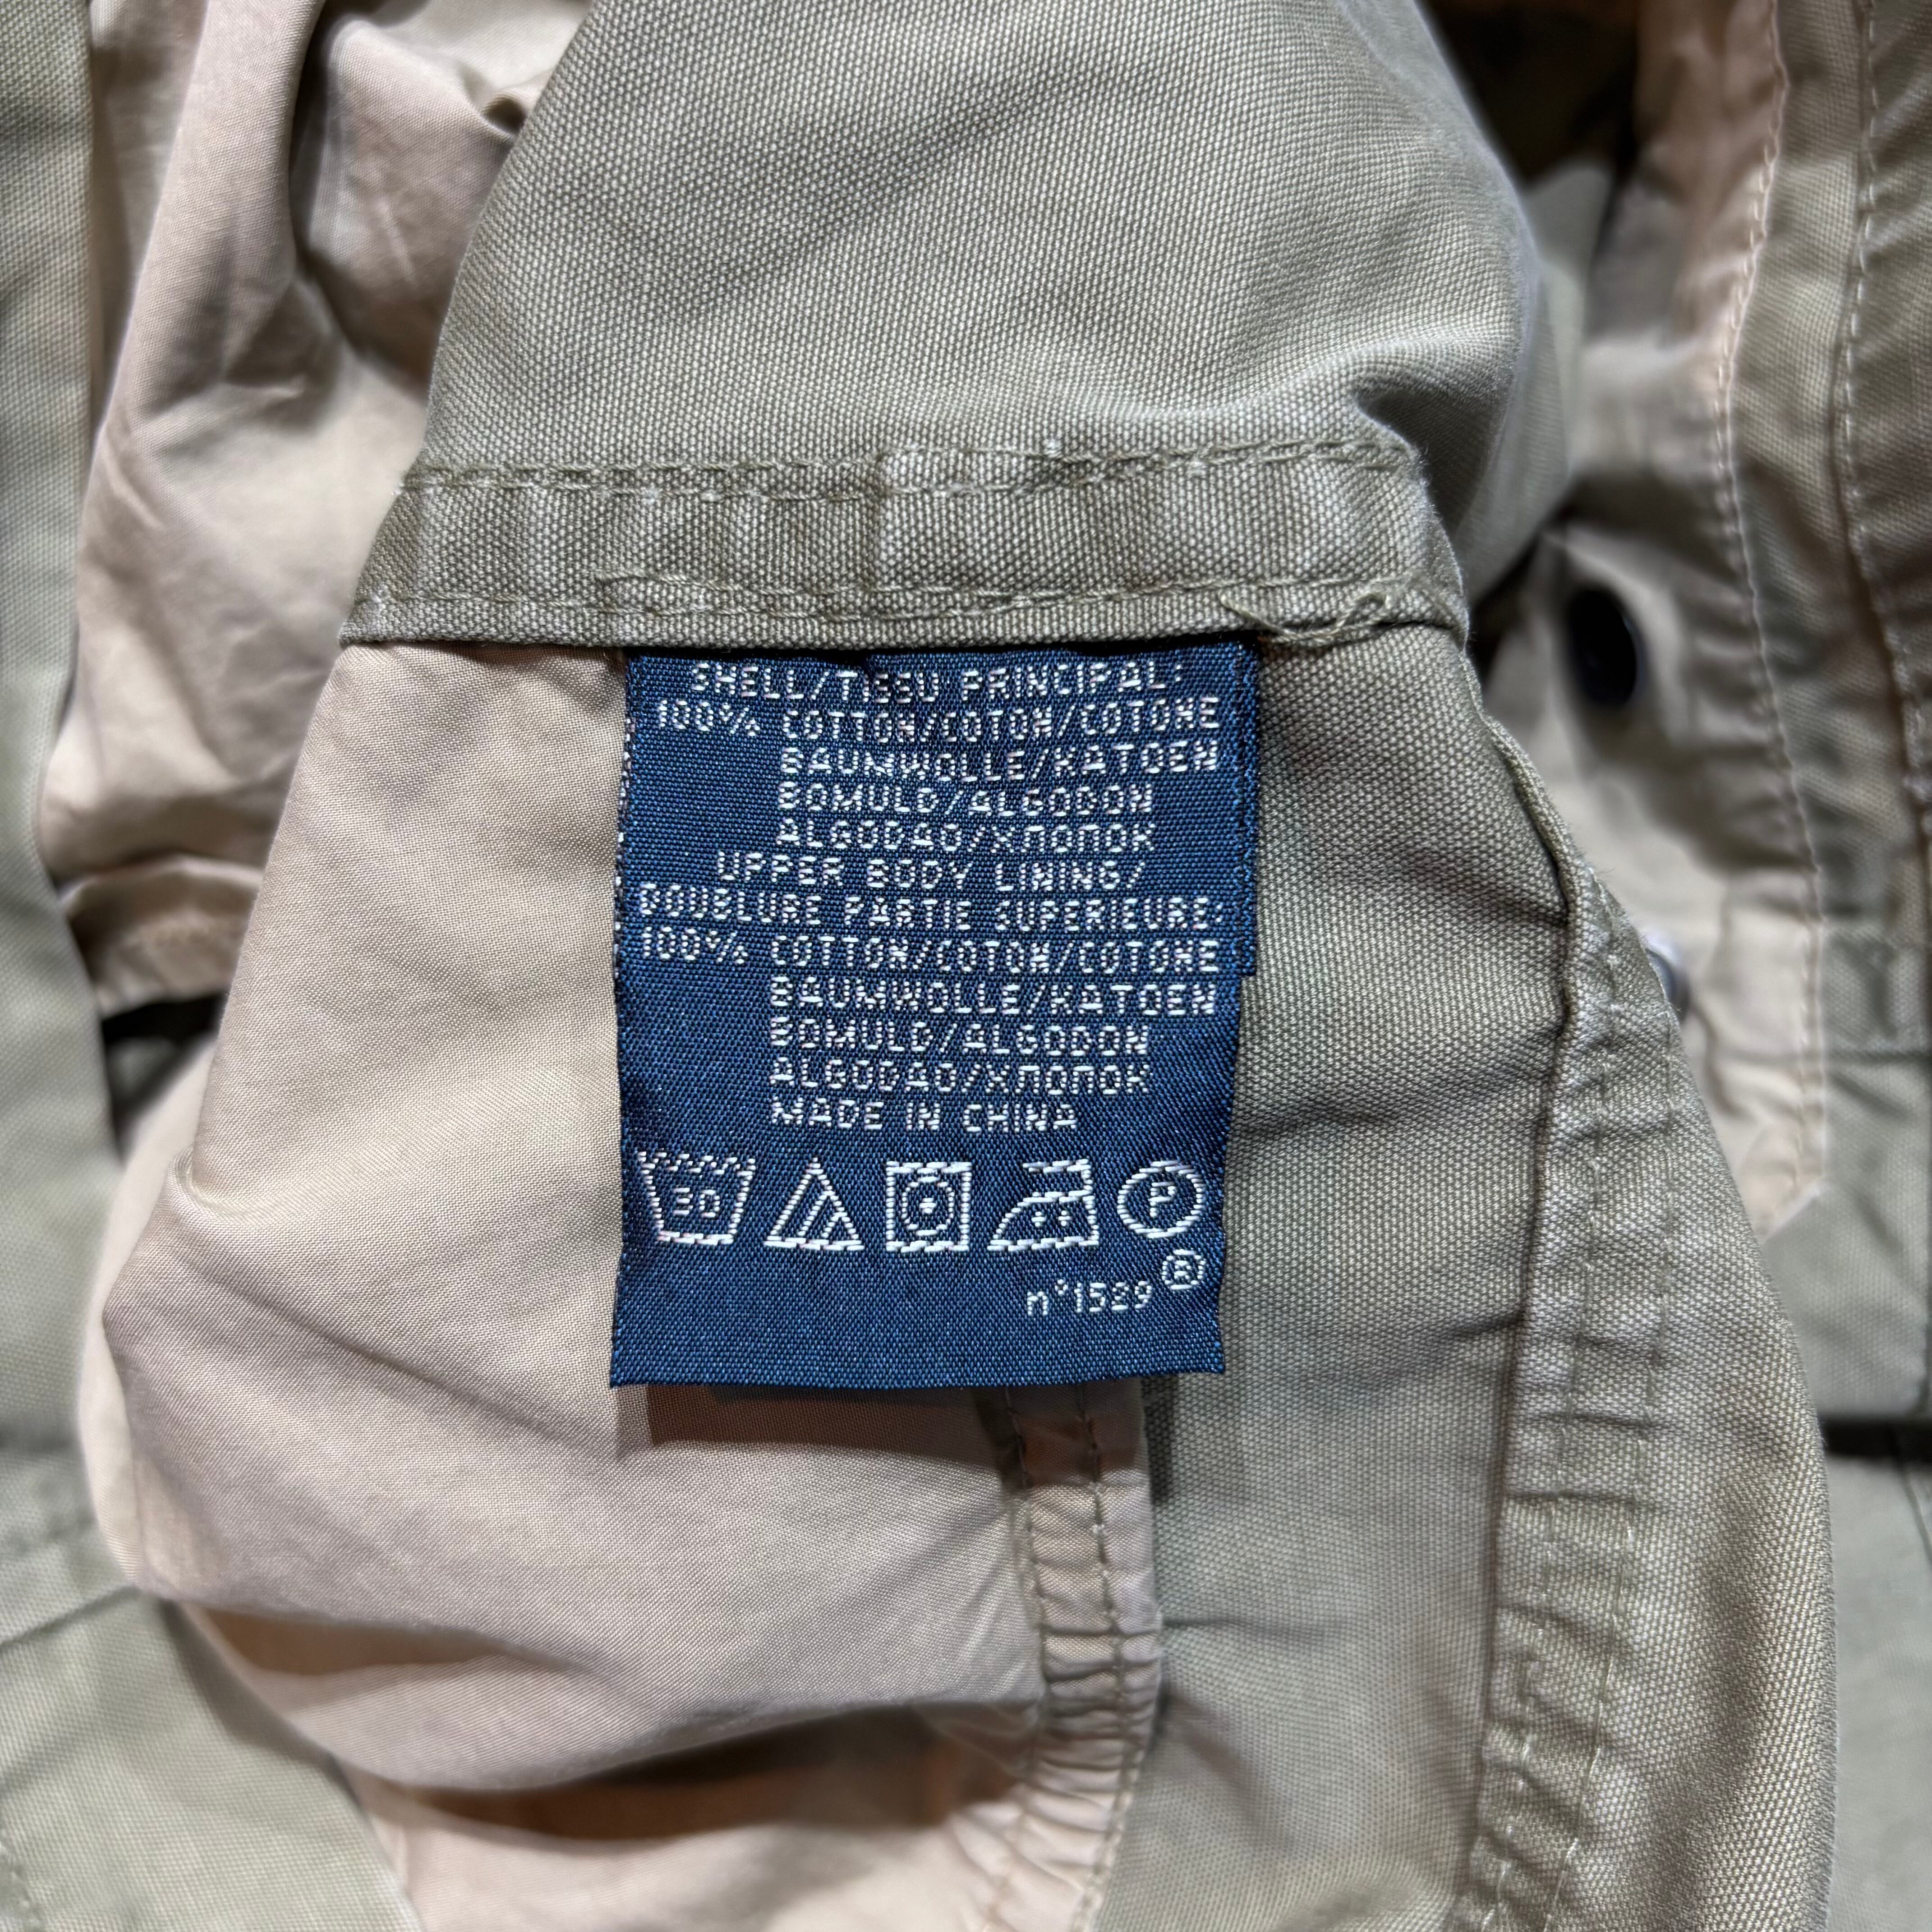 SHELL/TISSU PRINCIPAL:
100% COTTON/COTON/COTONE
BAUMWOLLE/KATOEN
BOMULD/ALGODON
ALGODAO/ХЛОПОК
UPPER BODY LINING/
DOUBLURE PARTIE SUPERIEURE:
100% COTTON/COTON/COTONE
BAUMWOLLE/KATOEN
BOMULD/ALGODON
ALGODAO/ХЛОПОК
MADE IN CHINA
30 P
n°1529 ®